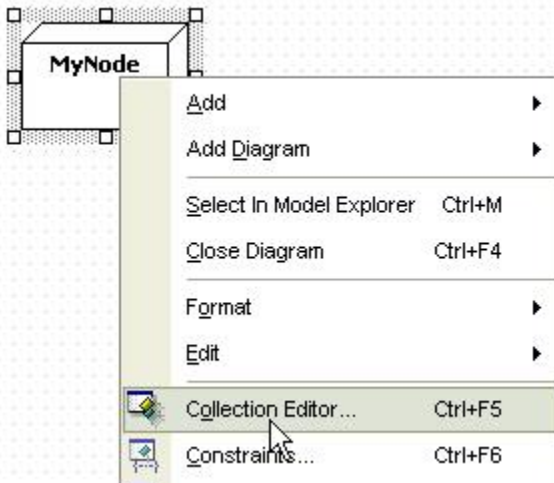 MyNode
Add
Add Diagram
Select In Model Explorer Ctrl+M
Close Diagram Ctrl+F4
Format
Edit
Collection Editor... Ctrl+F5
Constraints... Ctrl+F6